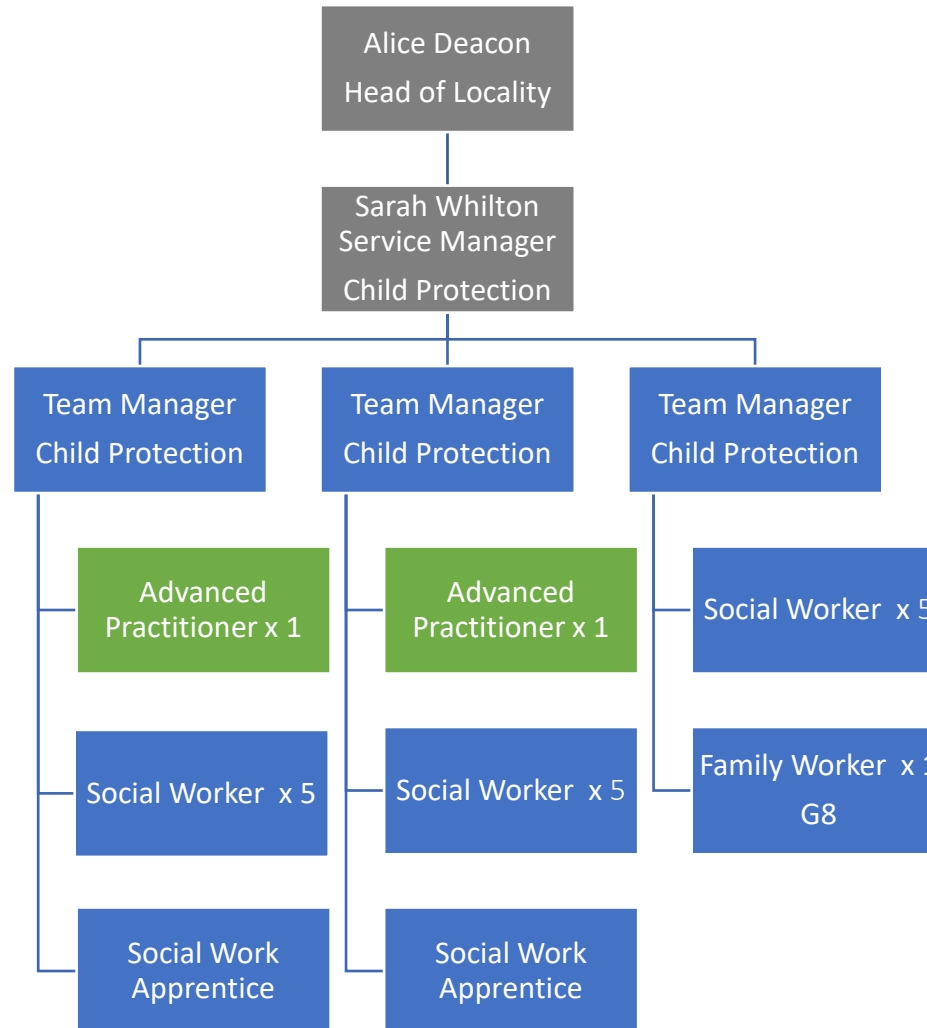 Alice Deacon
Head of Locality
Sarah Whilton
Service Manager
Child Protection
Team Manager
Child Protection
Team Manager
Child Protection
Team Manager
Child Protection
Advanced
Practitioner x 1
Advanced
Practitioner x 1
Social Worker  x 5
Social Worker  x 5
Social Worker  x 5
Family Worker  x 1
G8
Social Work
Apprentice
Social Work
Apprentice